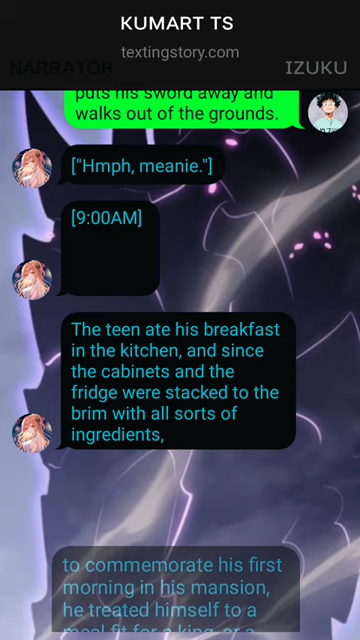 KUMART TS
textingstory.com
NARRATOR
IZUKU
puts his sword away and
walks out of the grounds.
["Hmph, meanie."]
[9:00AM]
The teen ate his breakfast
in the kitchen, and since
the cabinets and the
fridge were stacked to the
brim with all sorts of
ingredients,
to commemorate his first
morning in his mansion,
he treated himself to a
meal fit for a king, or a